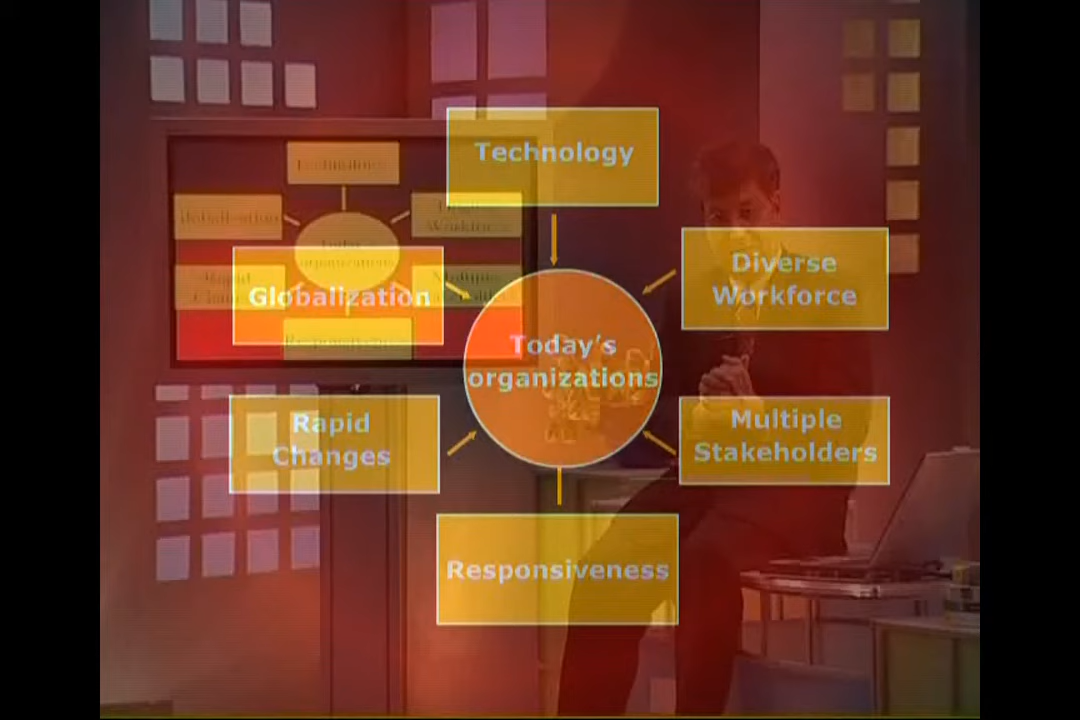 Technology
Diverse
Workforce
Globalization
Today's
organizations
Rapid
Changes
Multiple
Stakeholders
Responsiveness